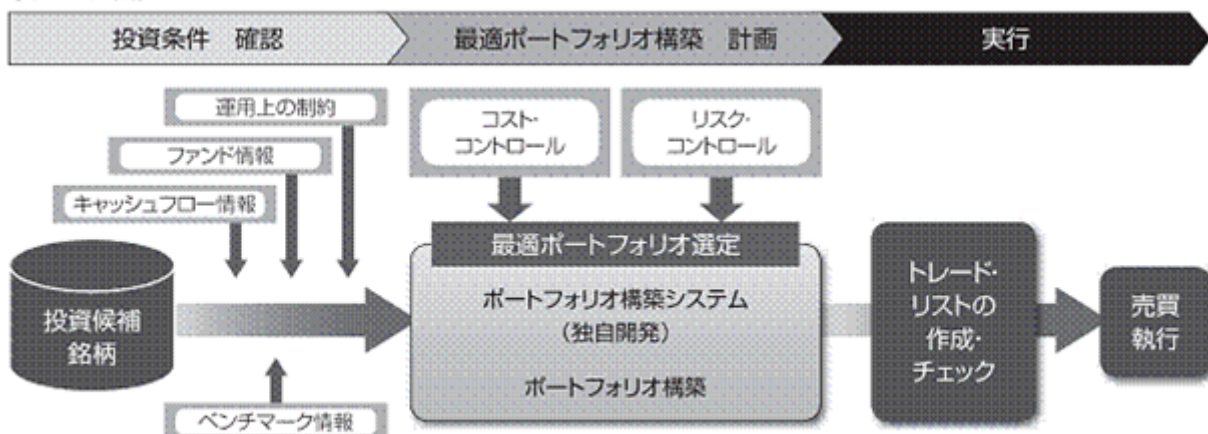 投資条件 確認
最適ポートフォリオ構築 計画
実行
運用上の制約
ファンド情報
キャッシュフロー情報
コスト・
コントロール
リスク・
コントロール
投資候補
銘柄
最適ポートフォリオ選定
ポートフォリオ構築システム
（独自開発）
ポートフォリオ構築
トレード・
リストの
作成・
チェック
売買
執行
ベンチマーク情報